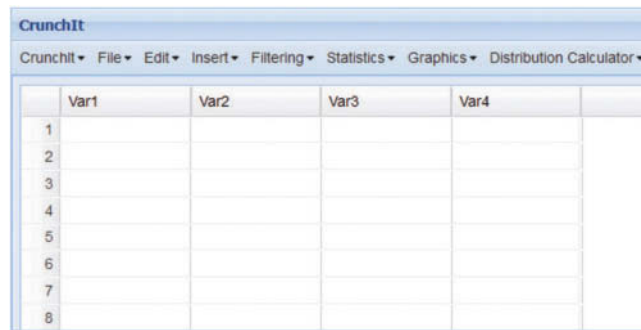 CrunchIt
CrunchIt File Edit Insert Filtering Statistics Graphics Distribution Calculator
Var1 Var2 Var3 Var4
1
2
3
4
5
6
7
8